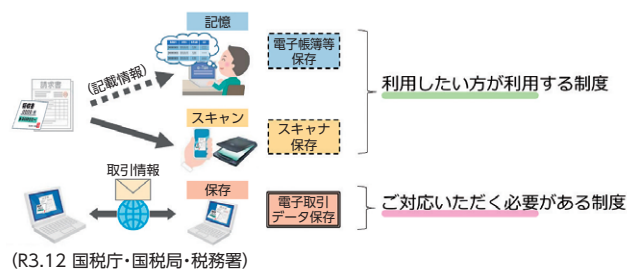 記憶
電子帳簿等
保存
請求書
(記載情報)
利用したい方が利用する制度
スキャン
スキャナ
保存
取引情報
保存
電子取引
データ保存
ご対応いただく必要がある制度
(R3.12 国税庁・国税局・税務署)